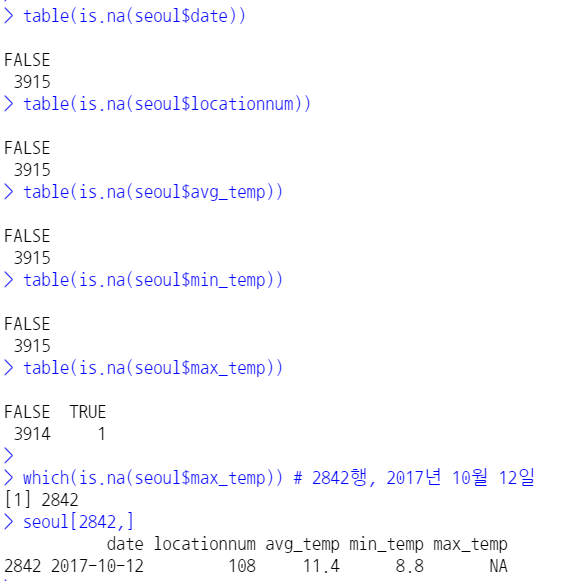 > table(is.na(seoul$date))
FALSE
3915
> table(is.na(seoul$locationnum))
FALSE
3915
> table(is.na(seoul$avg_temp))
FALSE
3915
> table(is.na(seoul$min_temp))
FALSE
3915
> table(is.na(seoul$max_temp))
FALSE TRUE
3914 1
>
> which(is.na(seoul$max_temp)) # 2842행, 2017년 10월 12일
[1] 2842
> seoul[2842,]
date locationnum avg_temp min_temp max_temp
2842 2017-10-12 108 11.4 8.8 NA